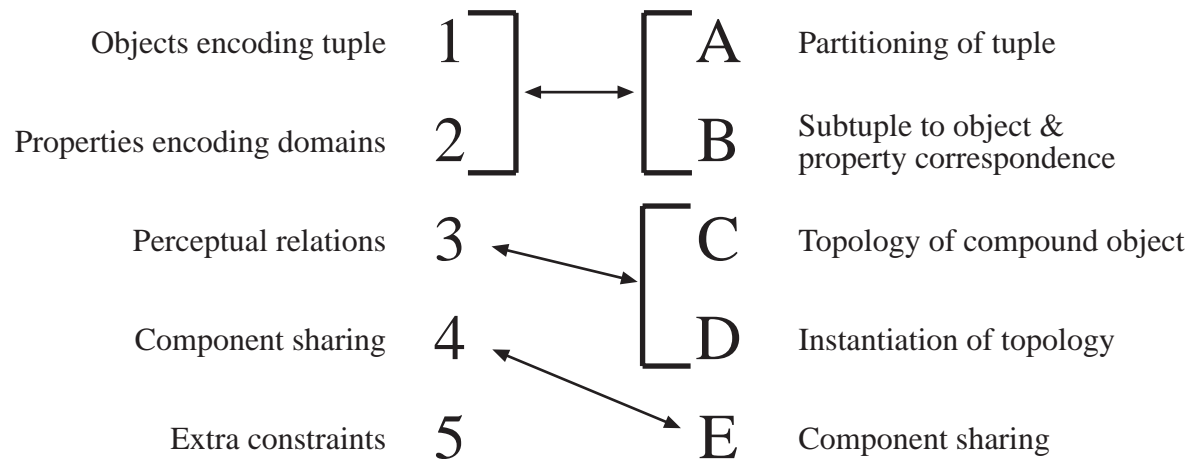 Objects encoding tuple 1 A Partitioning of tuple
Properties encoding domains 2 B Subtuple to object &
property correspondence
Perceptual relations 3 C Topology of compound object
Component sharing 4 D Instantiation of topology
Extra constraints 5 E Component sharing